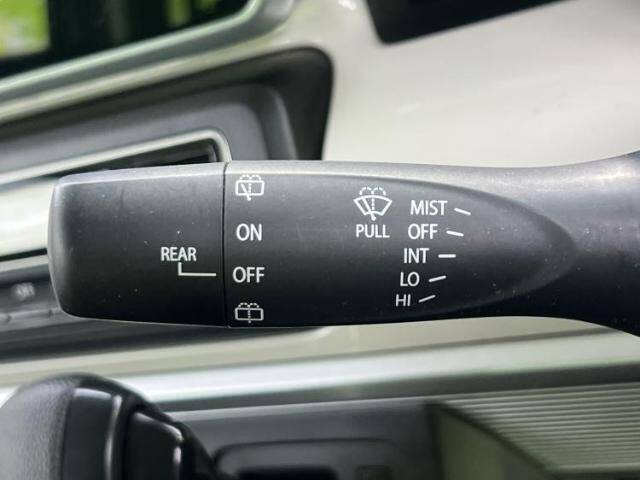 REAR
ON
OFF
PULL
MIST
OFF
INT
LO
HI